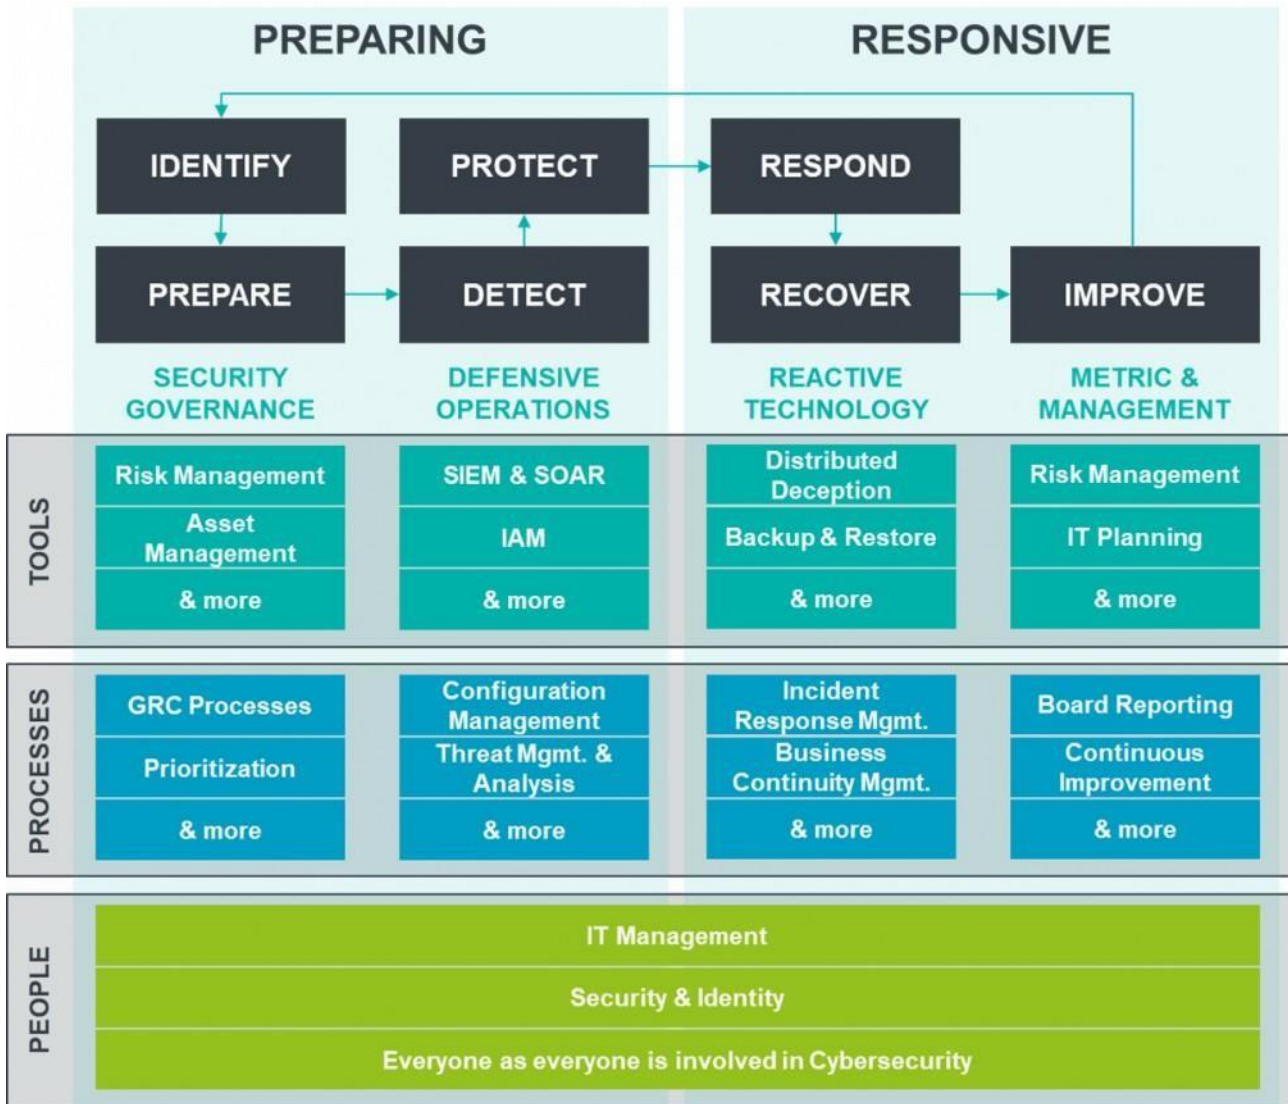 PREPARING
RESPONSIVE
IDENTIFY
PROTECT
RESPOND
PREPARE
DETECT
RECOVER
IMPROVE
SECURITY
GOVERNANCE
DEFENSIVE
OPERATIONS
REACTIVE
TECHNOLOGY
METRIC &
MANAGEMENT
TOOLS
Risk Management
Asset
Management
& more
SIEM & SOAR
IAM
& more
Distributed
Deception
Backup & Restore
& more
Risk Management
IT Planning
& more
PROCESSES
GRC Processes
Prioritization
& more
Configuration
Management
Threat Mgmt. &
Analysis
& more
Incident
Response Mgmt.
Business
Continuity Mgmt.
& more
Board Reporting
Continuous
Improvement
& more
PEOPLE
IT Management
Security & Identity
Everyone as everyone is involved in Cybersecurity